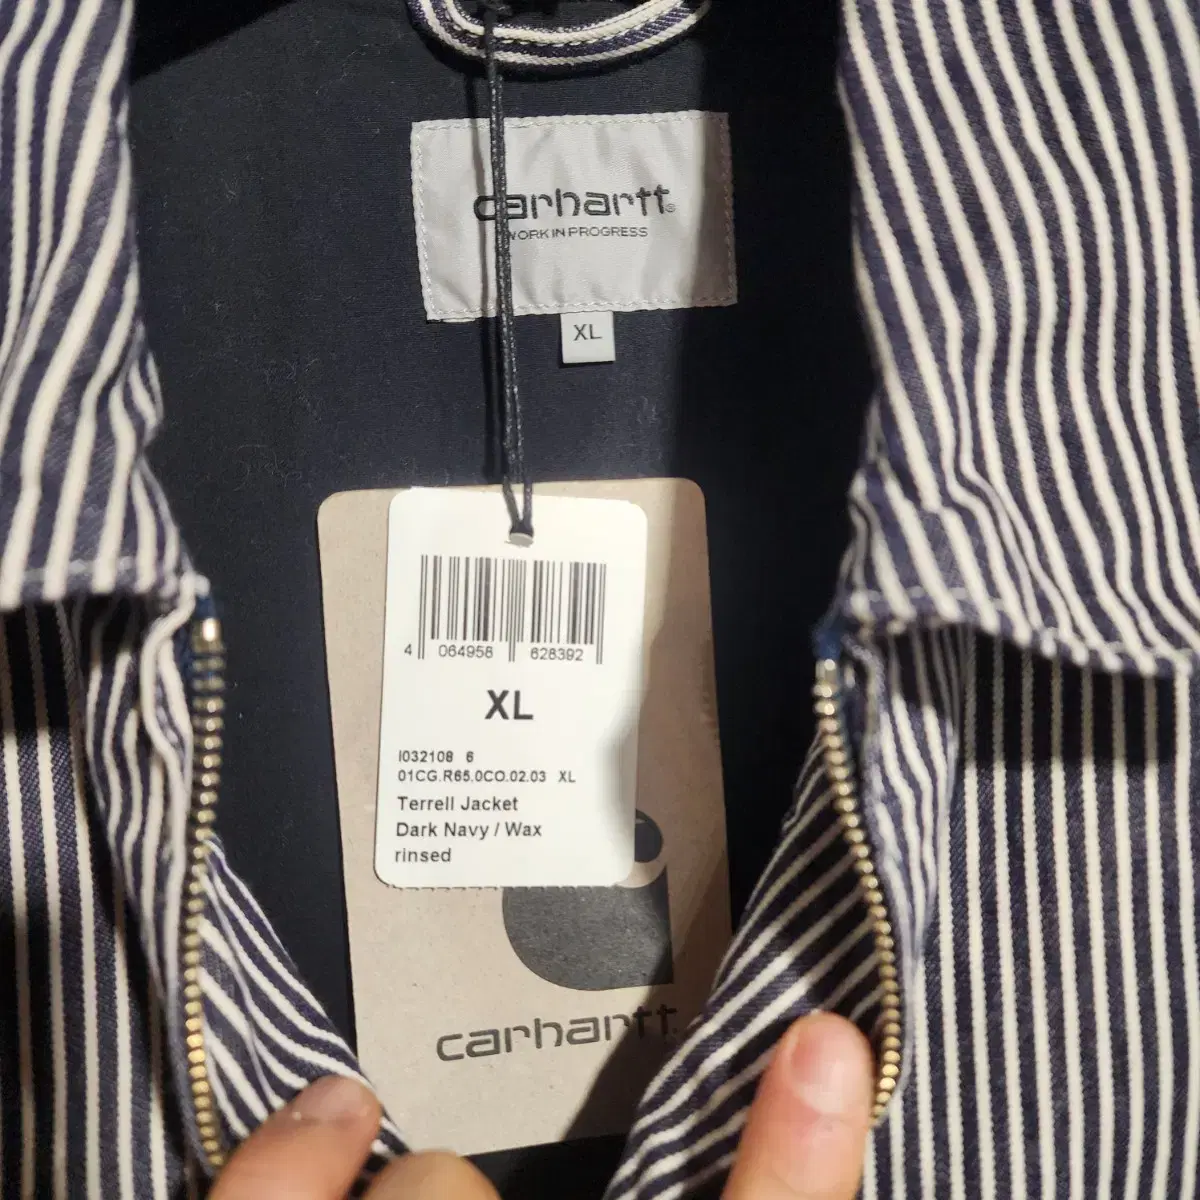 carhartt®
WORK IN PROGRESS
XL
4 064958 628392
XL
I032108 6
01CG.R65.0CO.02.03 XL
Terrell Jacket
Dark Navy / Wax
rinsed
carhartt